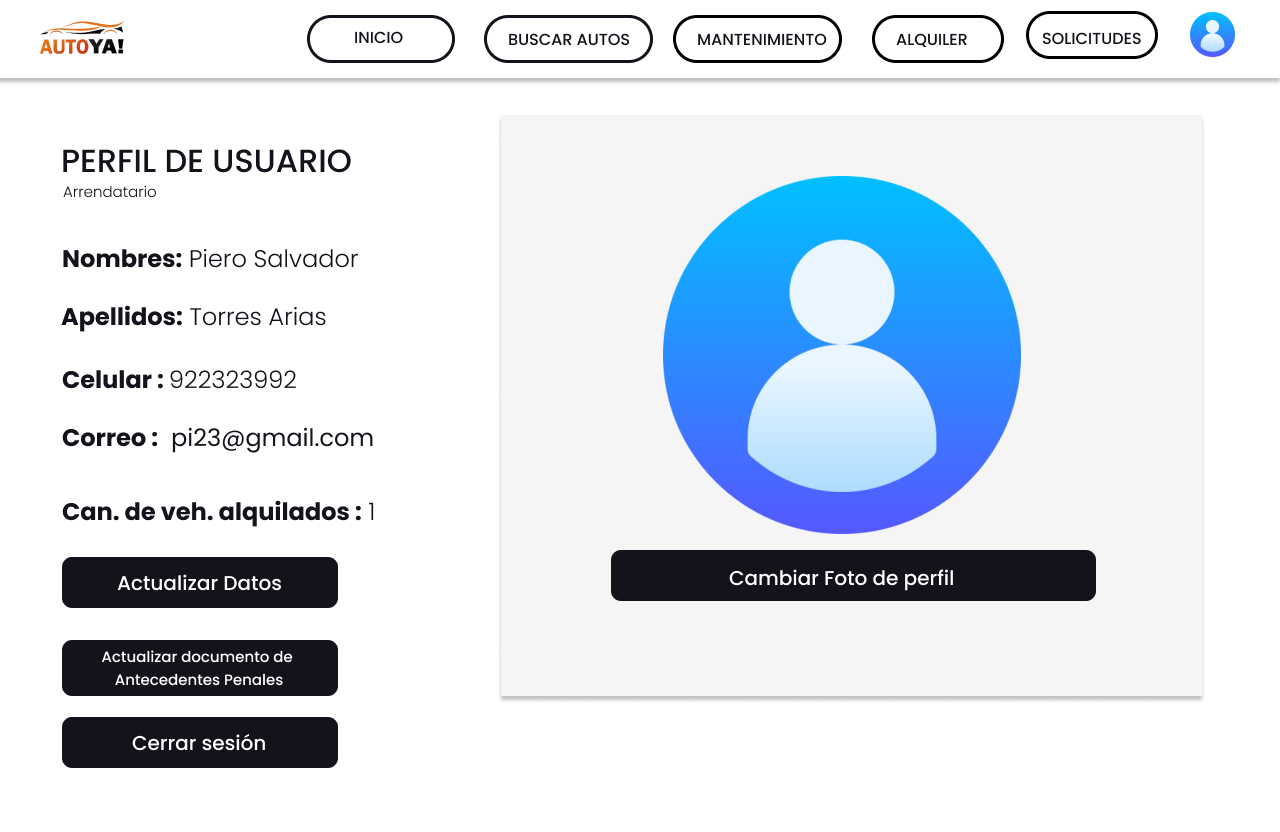 AUTOYA!
INICIO
BUSCAR AUTOS
MANTENIMIENTO
ALQUILER
SOLICITUDES
PERFIL DE USUARIO
Arrendatario
Nombres: Piero Salvador
Apellidos: Torres Arias
Celular : 922323992
Correo : pi23@gmail.com
Can. de veh. alquilados : 1
Actualizar Datos
Actualizar documento de
Antecedentes Penales
Cerrar sesión
Cambiar Foto de perfil